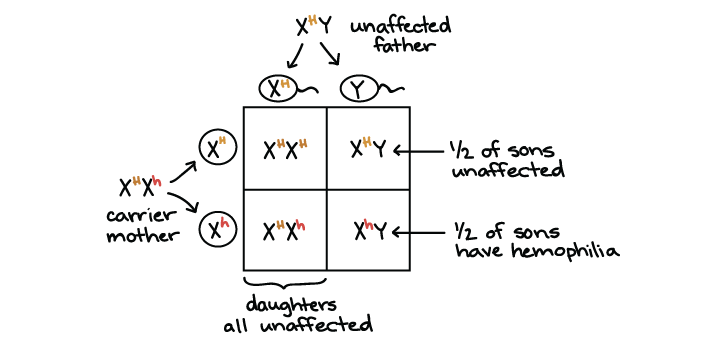 XᴴY unaffected
father
Xᴴ Y
Xᴴ XᴴXᴴ XᴴY 1/2 of sons
unaffected
XᴴXʰ
carrier
mother
Xʰ XᴴXʰ XʰY 1/2 of sons
have hemophilia
daughters
all unaffected